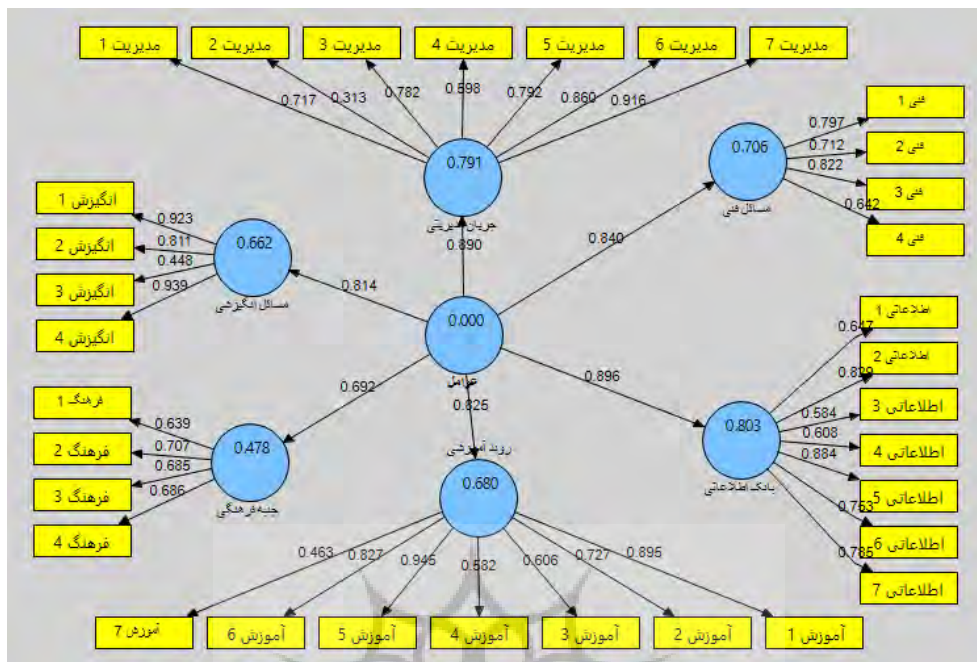 مدیریت 1
مدیریت 2
مدیریت 3
مدیریت 4
مدیریت 5
مدیریت 6
مدیریت 7
0.717
0.313
0.782
0.598
0.792
0.860
0.916
0.791
جریان مدیریتی
0.890
فنی 1
فنی 2
فنی 3
فنی 4
0.797
0.712
0.822
0.642
0.706
مسائل فنی
0.840
انگیزش 1
انگیزش 2
انگیزش 3
انگیزش 4
0.923
0.811
0.448
0.939
0.662
مسائل انگیزشی
0.814
0.000
عوامل
فرهنگ 1
فرهنگ 2
فرهنگ 3
فرهنگ 4
0.639
0.707
0.685
0.686
0.478
جنبه فرهنگی
0.692
0.896
0.803
بانک اطلاعاتی
اطلاعاتی 1
اطلاعاتی 2
اطلاعاتی 3
اطلاعاتی 4
اطلاعاتی 5
اطلاعاتی 6
اطلاعاتی 7
0.647
0.829
0.584
0.608
0.884
0.753
0.785
0.825
روند آموزشی
0.680
0.463
0.827
0.945
0.582
0.606
0.727
0.895
آموزش 7
آموزش 6
آموزش 5
آموزش 4
آموزش 3
آموزش 2
آموزش 1